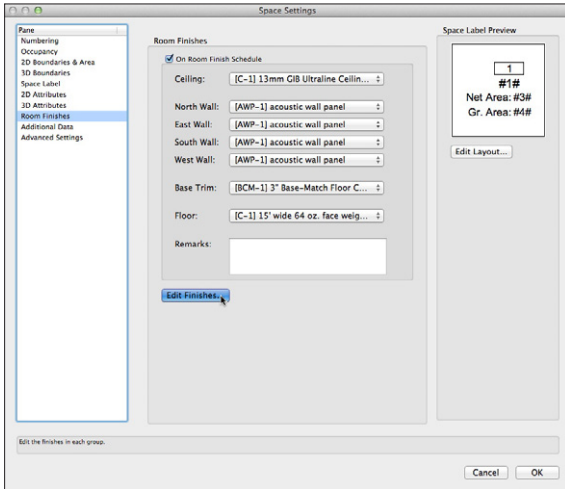 Space Settings
Pane
Numbering
Occupancy
2D Boundaries & Area
3D Boundaries
Space Label
2D Attributes
3D Attributes
Room Finishes
Additional Data
Advanced Settings
Room Finishes
On Room Finish Schedule
Ceiling: [C-1] 13mm GIB Ultraline Ceilin...
North Wall: [AWP-1] acoustic wall panel
East Wall: [AWP-1] acoustic wall panel
South Wall: [AWP-1] acoustic wall panel
West Wall: [AWP-1] acoustic wall panel
Base Trim: [BCM-1] 3" Base-Match Floor C...
Floor: [C-1] 15' wide 64 oz. face weig...
Remarks:
Edit Finishes...
Space Label Preview
1
#1#
Net Area: #3#
Gr. Area: #4#
Edit Layout...
Edit the finishes in each group.
Cancel OK